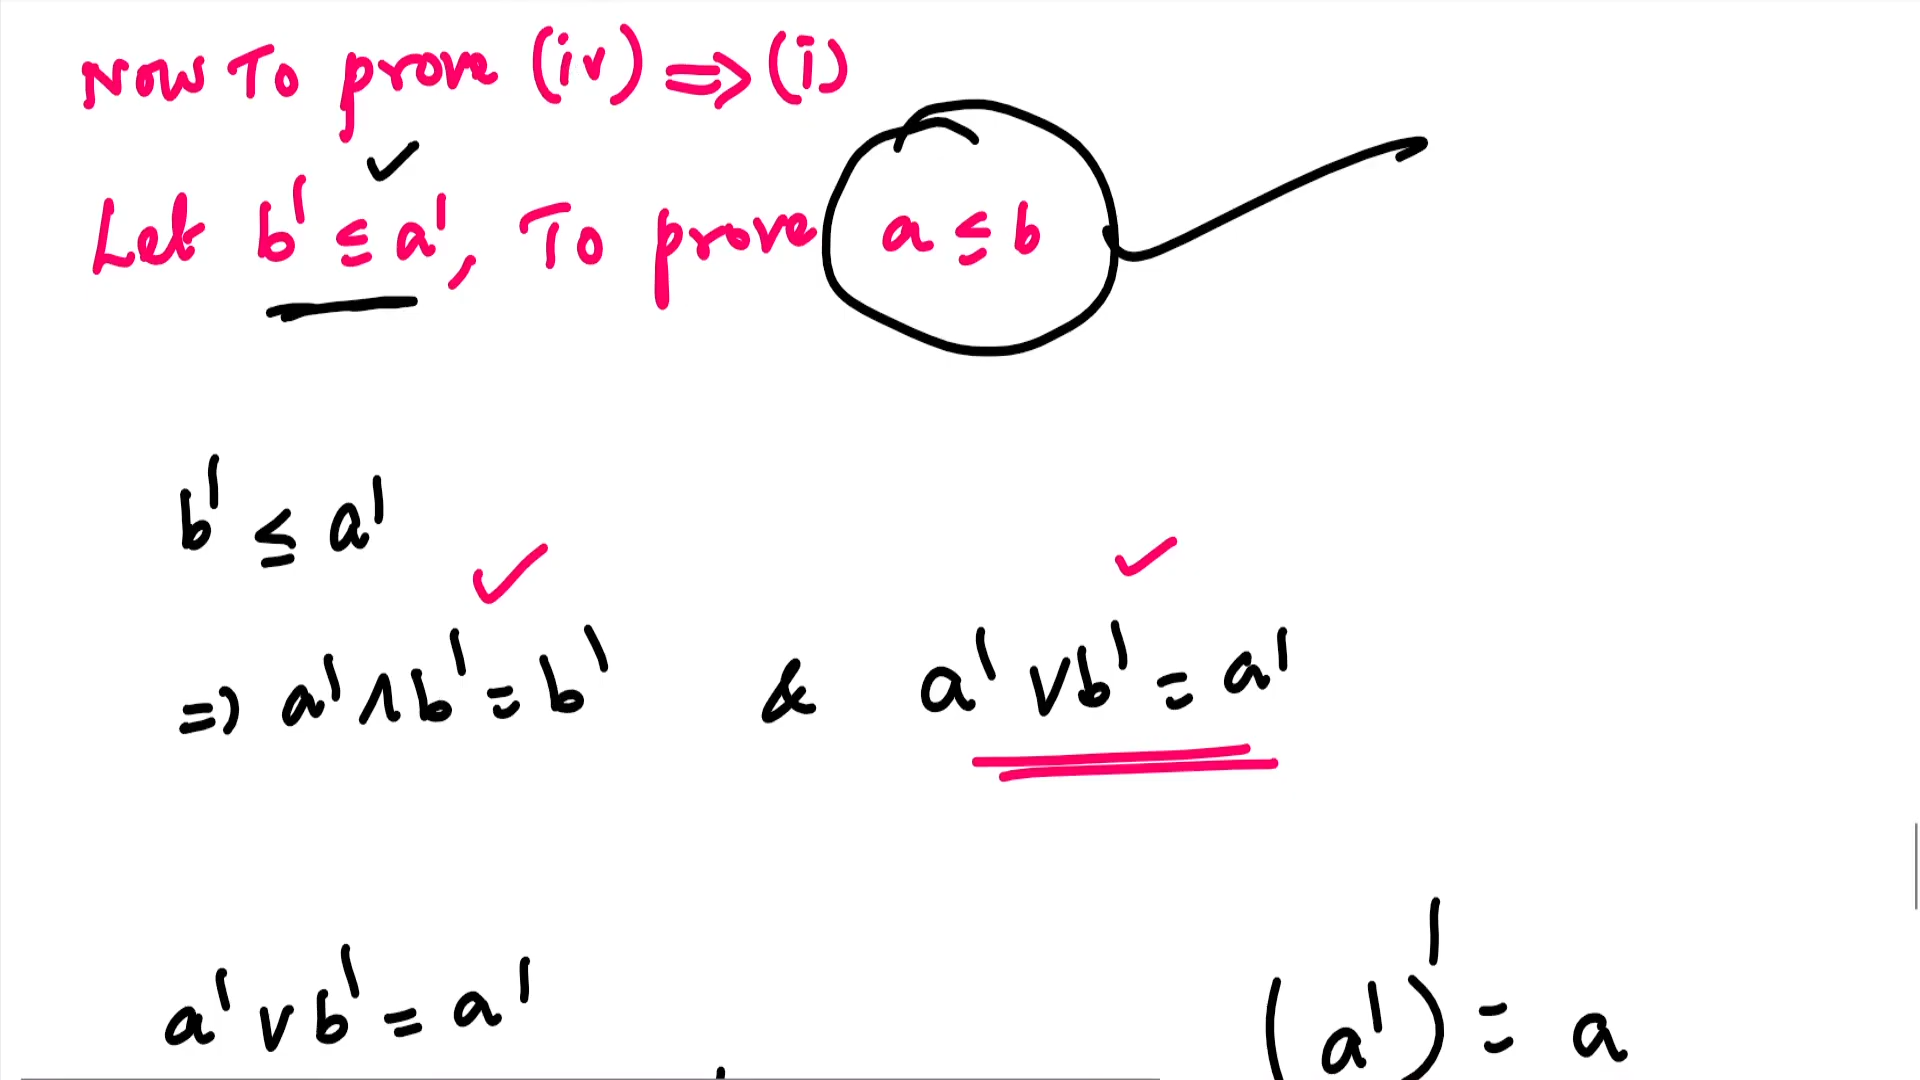 Now To prove (iv) => (i)
Let b' ≤ a', To prove a ≤ b
b' ≤ a'
=> a' ∧ b' = b' & a' ∨ b' = a'
a' ∨ b' = a' (a')' = a